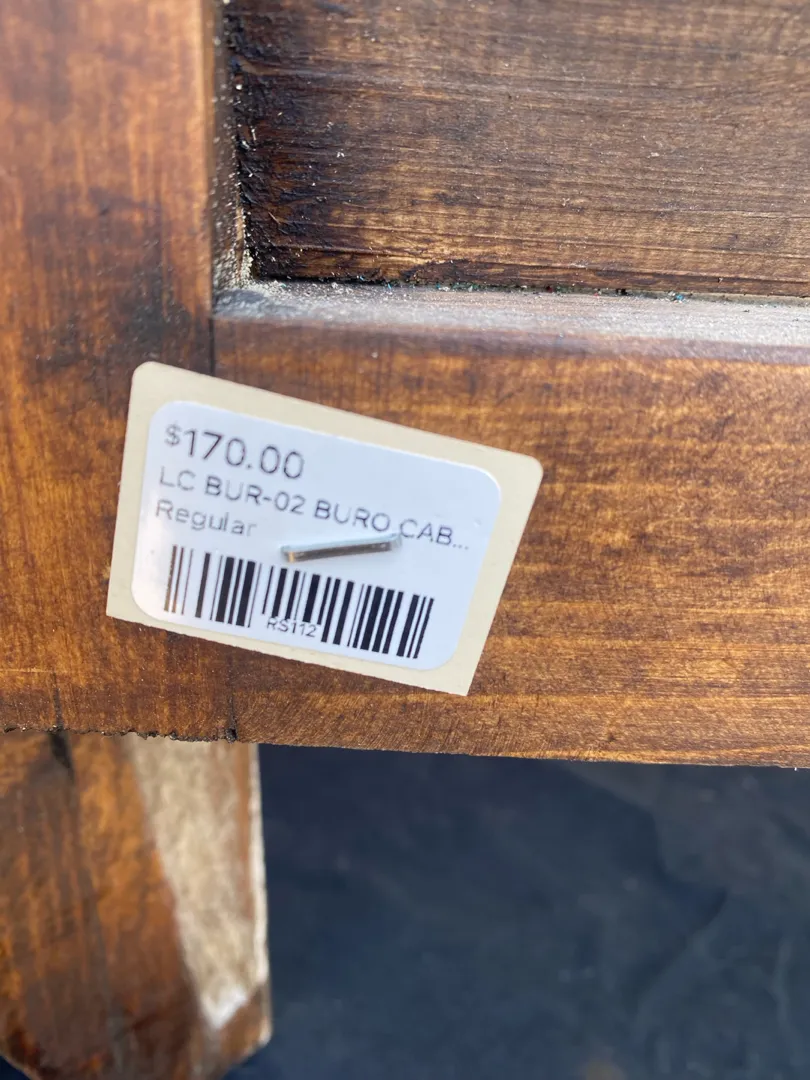 $170.00
LC BUR-02 BURO CAB...
Regular
RS112